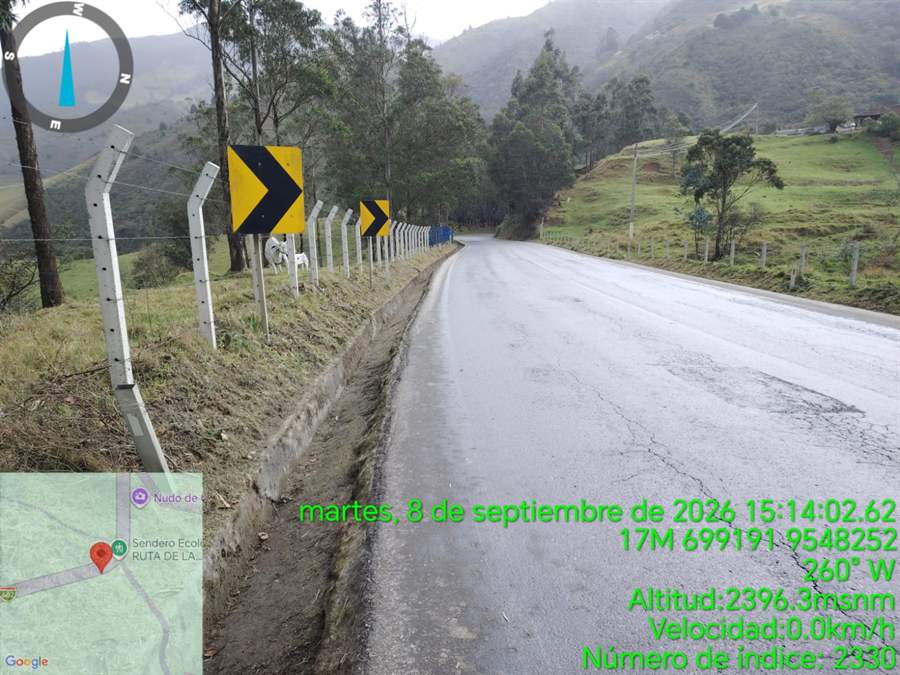 W
S
N
E
Nudo de
Sendero Ecol
RUTA DE LA...
Google
martes, 8 de septiembre de 2026 15:14:02.62
17M 699191 9548252
260° W
Altitud:2396.3msnm
Velocidad:0.0km/h
Número de índice: 2330